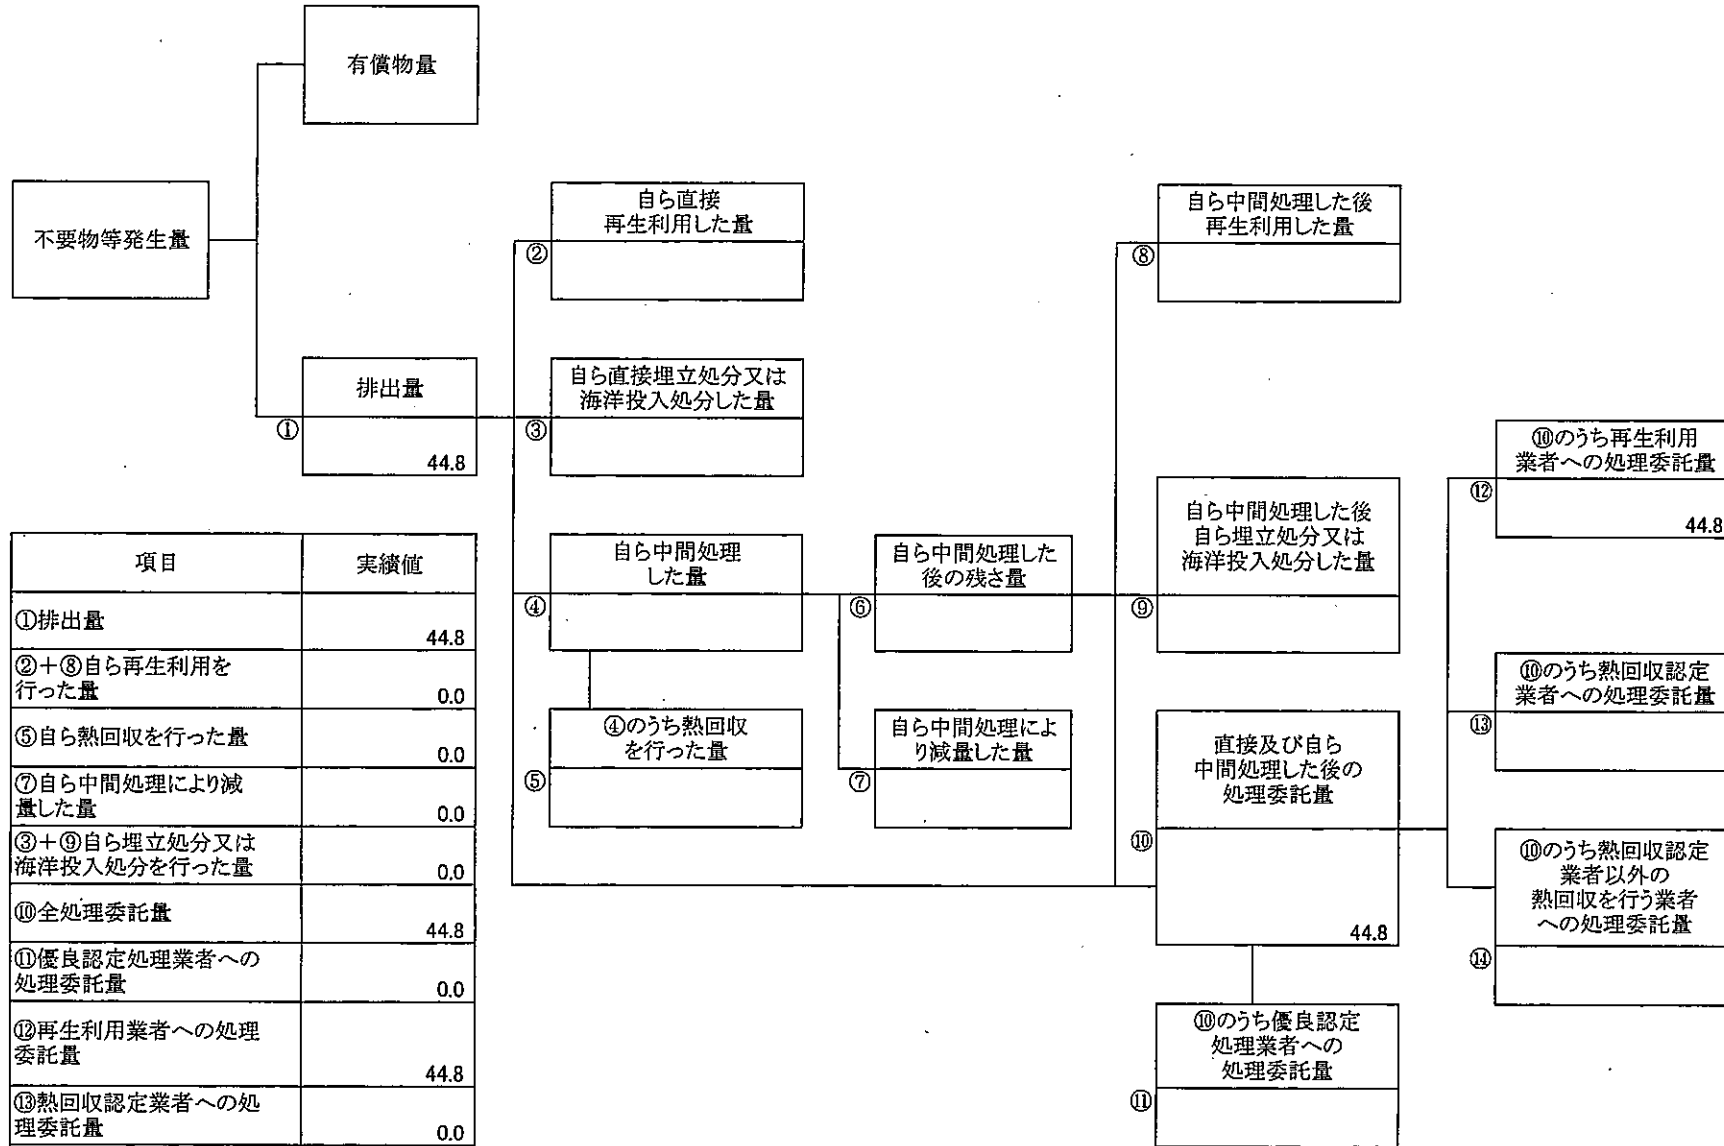 有償物量
不要物等発生量
自ら直接
再生利用した量
②
自ら中間処理した後
再生利用した量
⑧
排出量
①
44.8
自ら直接埋立処分又は
海洋投入処分した量
③
⑩のうち再生利用
業者への処理委託量
⑫
44.8
自ら中間処理
した量
④
自ら中間処理した
後の残さ量
⑥
自ら中間処理した後
自ら埋立処分又は
海洋投入処分した量
⑨
④のうち熱回収
を行った量
⑤
自ら中間処理によ
り減量した量
⑦
直接及び自ら
中間処理した後の
処理委託量
⑩
44.8
⑩のうち熱回収認定
業者への処理委託量
⑬
⑩のうち熱回収認定
業者以外の
熱回収を行う業者
への処理委託量
⑭
⑩のうち優良認定
処理業者への
処理委託量
⑪
項目 実績値
①排出量
44.8
②+⑧自ら再生利用を
行った量
0.0
⑤自ら熱回収を行った量
0.0
⑦自ら中間処理により減
量した量
0.0
③+⑨自ら埋立処分又は
海洋投入処分を行った量
0.0
⑩全処理委託量
44.8
⑪優良認定処理業者への
処理委託量
0.0
⑫再生利用業者への処理
委託量
44.8
⑬熱回収認定業者への処
理委託量
0.0